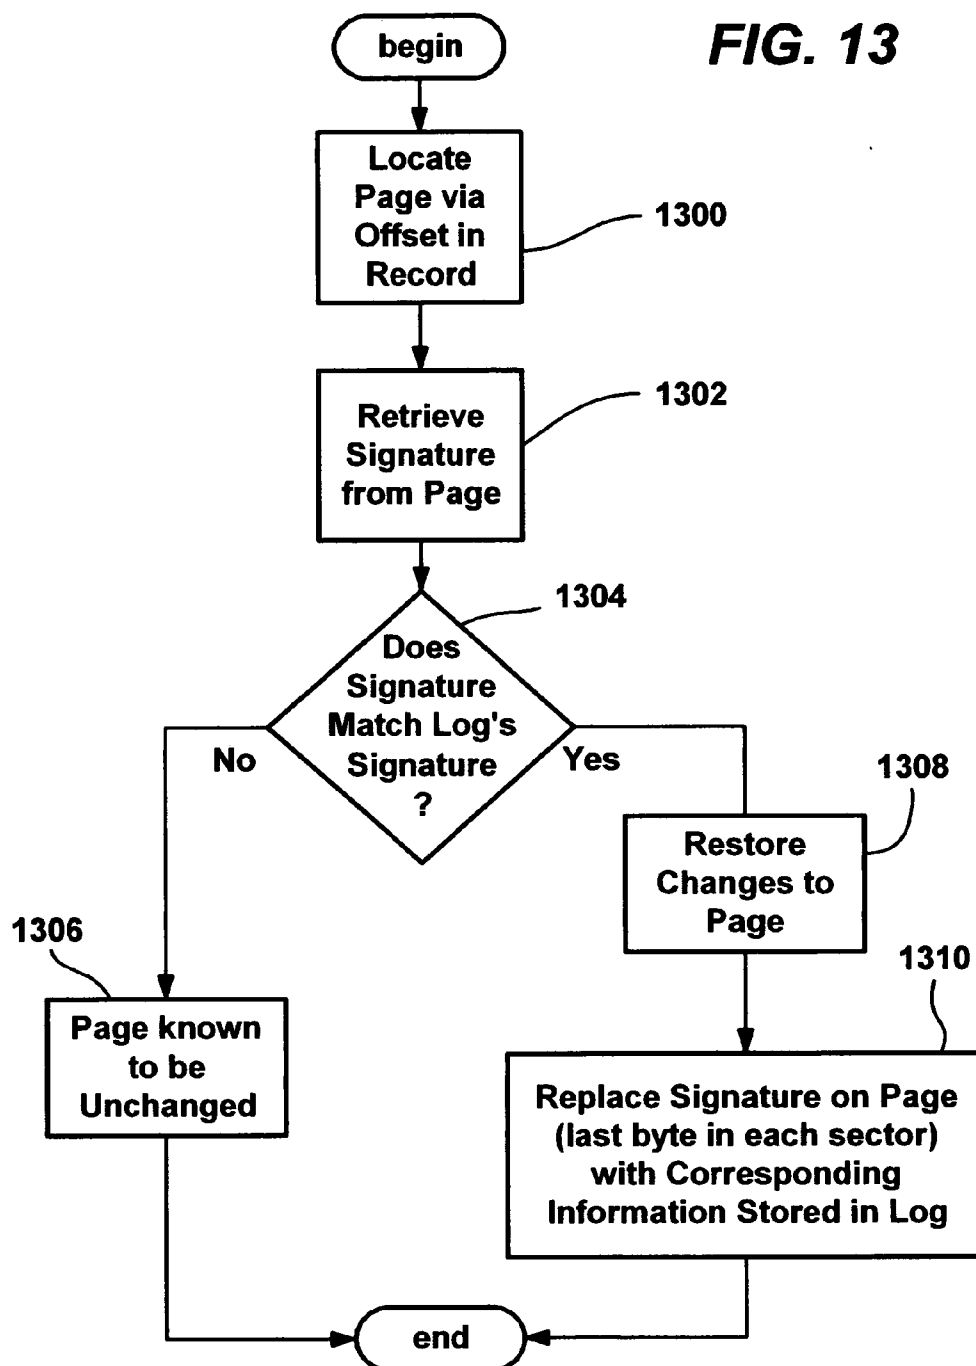 begin
FIG. 13
Locate
Page via
Offset in
Record
1300
Retrieve
Signature
from Page
1302
1304
Does
Signature
Match Log's
Signature
?
No
Yes
1308
Restore
Changes to
Page
1306
Page known
to be
Unchanged
1310
Replace Signature on Page
(last byte in each sector)
with Corresponding
Information Stored in Log
end